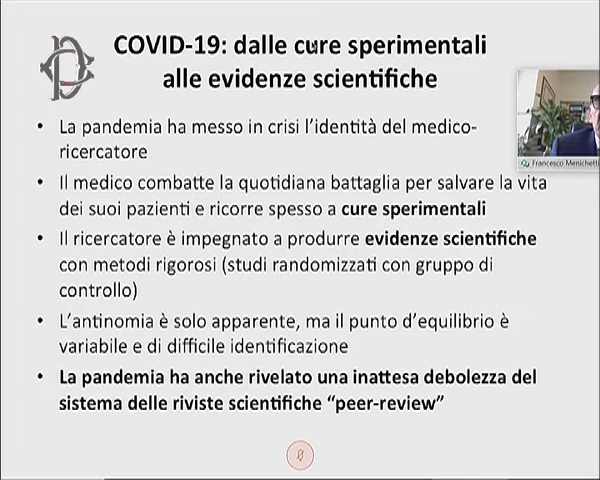 COVID-19: dalle cure sperimentali
alle evidenze scientifiche
• La pandemia ha messo in crisi l'identità del medico-
ricercatore
• Il medico combatte la quotidiana battaglia per salvare la vita
dei suoi pazienti e ricorre spesso a cure sperimentali
• Il ricercatore è impegnato a produrre evidenze scientifiche
con metodi rigorosi (studi randomizzati con gruppo di
controllo)
• L'antinomia è solo apparente, ma il punto d'equilibrio è
variabile e di difficile identificazione
• La pandemia ha anche rivelato una inattesa debolezza del
sistema delle riviste scientifiche “peer-review”
Francesco Menichetti